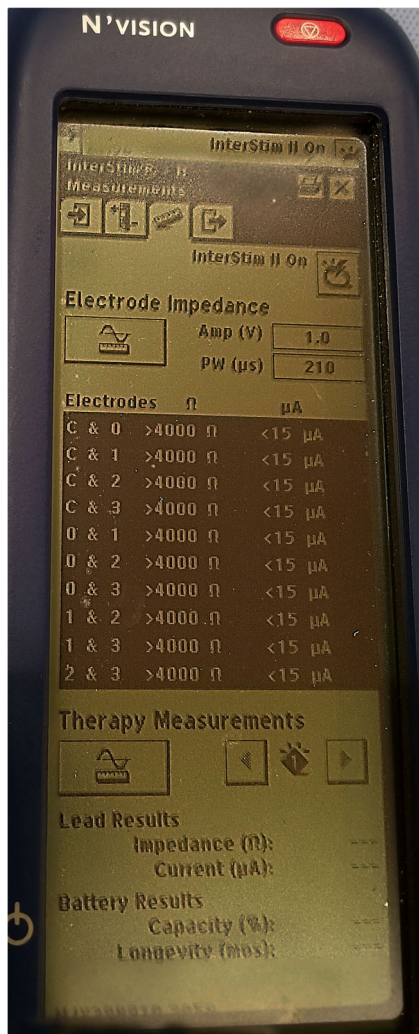 N'VISION
InterStim II On
InterStim® II
Measurements
InterStim II On
Electrode Impedance
Amp (V) 1.0
PW (µs) 210
Electrodes Ω µA
C & 0 >4000 Ω <15 µA
C & 1 >4000 Ω <15 µA
C & 2 >4000 Ω <15 µA
C & 3 >4000 Ω <15 µA
0 & 1 >4000 Ω <15 µA
0 & 2 >4000 Ω <15 µA
0 & 3 >4000 Ω <15 µA
1 & 2 >4000 Ω <15 µA
1 & 3 >4000 Ω <15 µA
2 & 3 >4000 Ω <15 µA
Therapy Measurements
1
Lead Results
Impedance (Ω): ---
Current (µA): ---
Battery Results
Capacity (%): ---
Longevity (mos): ---